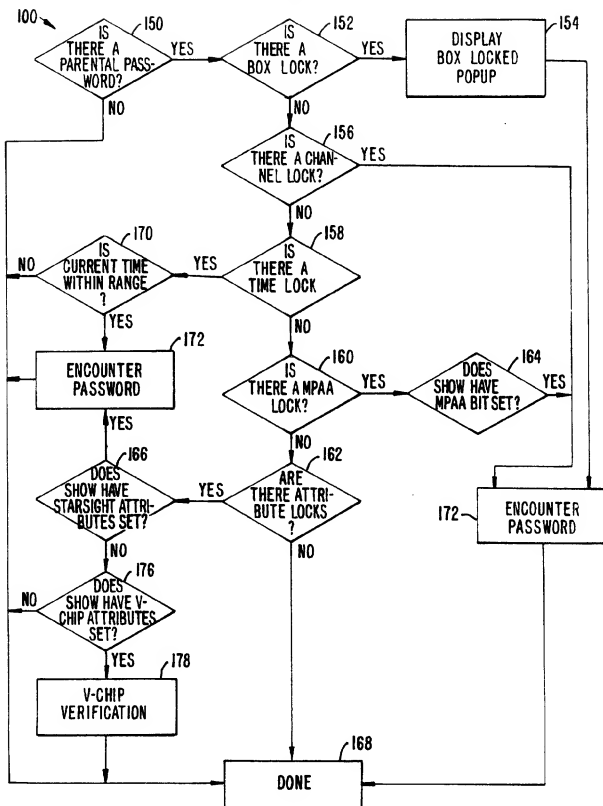 100
150
IS
THERE A
PARENTAL PASS-
WORD?
YES
NO
152
IS
THERE A
BOX LOCK?
YES
NO
154
DISPLAY
BOX LOCKED
POPUP
156
IS
THERE A CHAN-
NEL LOCK?
YES
NO
170
IS
CURRENT TIME
WITHIN RANGE
?
NO
YES
158
IS
THERE A
TIME LOCK
YES
NO
172
ENCOUNTER
PASSWORD
160
IS
THERE A MPAA
LOCK?
YES
NO
164
DOES
SHOW HAVE
MPAA BIT SET?
YES
YES
166
DOES
SHOW HAVE
STARSIGHT ATTRI-
BUTES SET?
NO
162
ARE
THERE ATTRI-
BUTE LOCKS
?
YES
NO
172
ENCOUNTER
PASSWORD
176
DOES
SHOW HAVE V-
CHIP ATTRIBUTES
SET?
NO
YES
178
V-CHIP
VERIFICATION
168
DONE